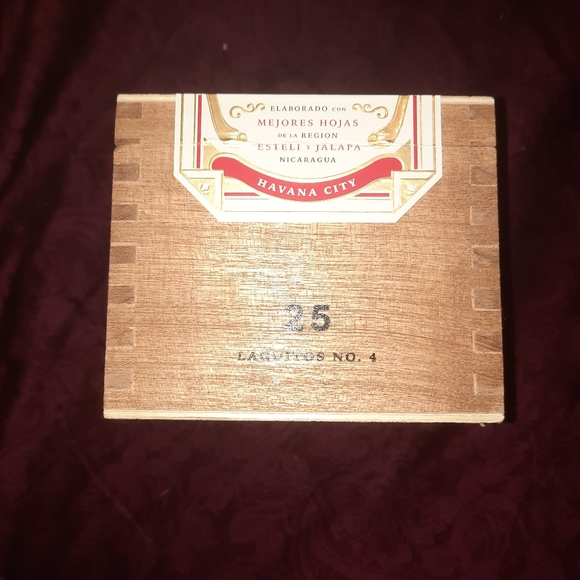 ELABORADO CON
MEJORES HOJAS
DE LA REGION
ESTELI Y JALAPA
NICARAGUA
HAVANA CITY
25
LAGUITOS NO. 4